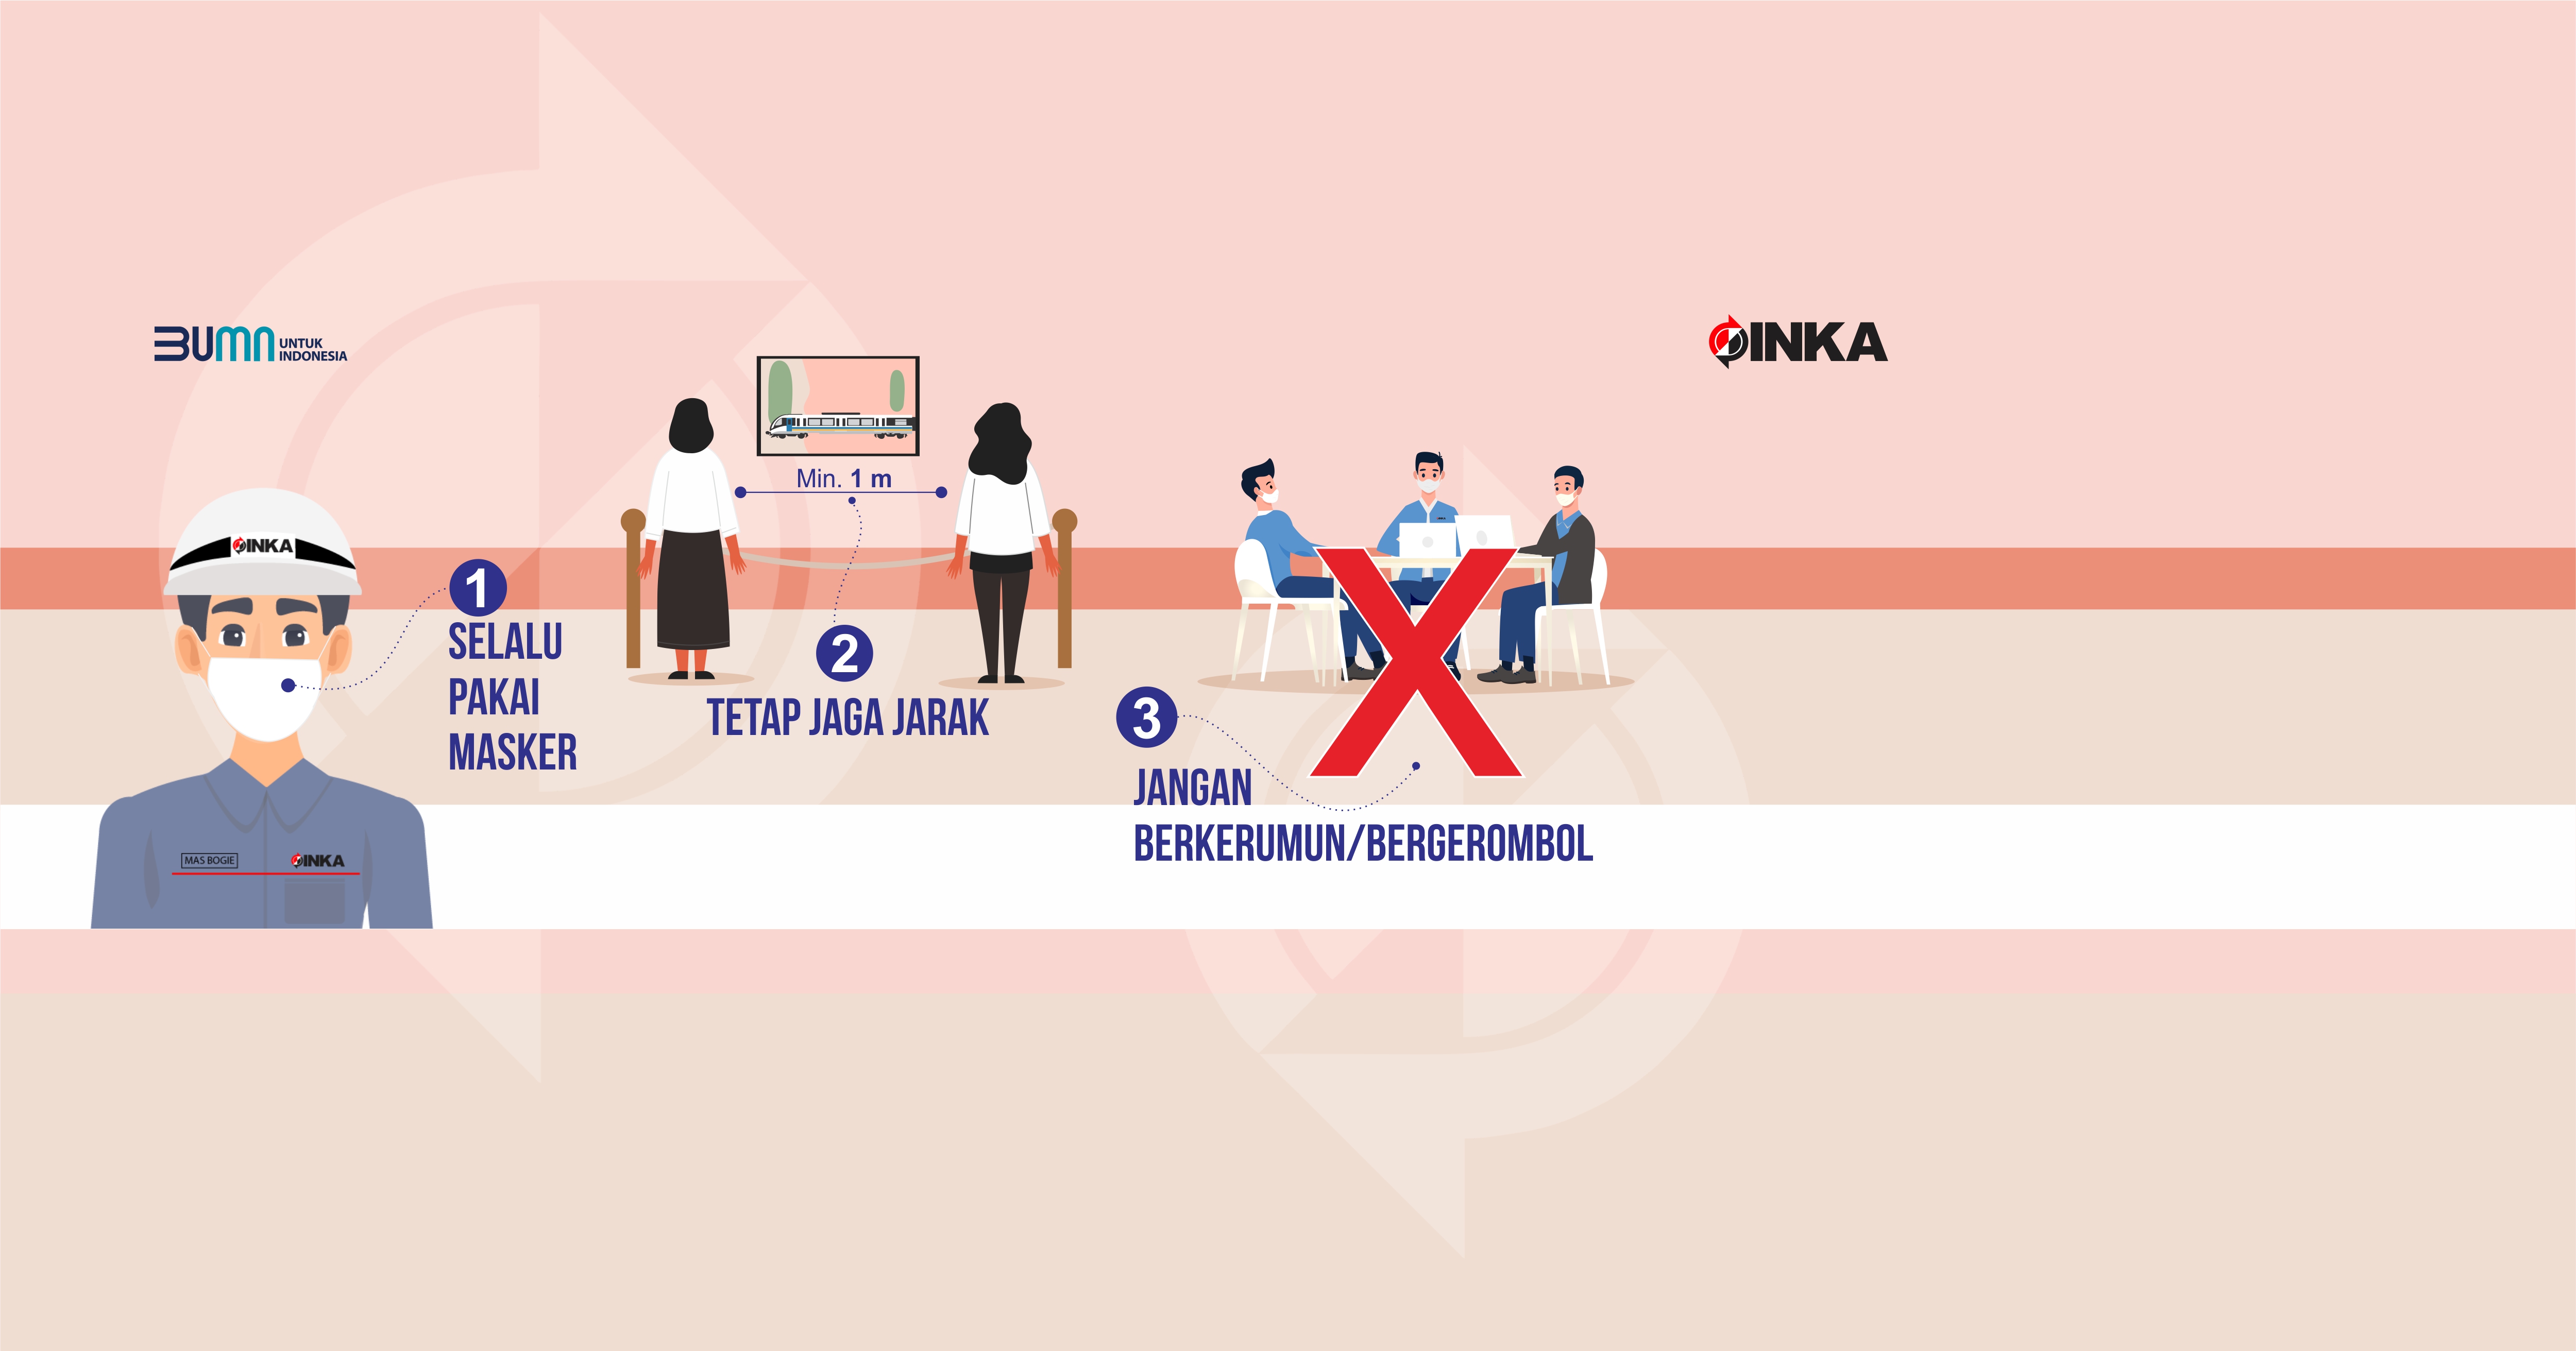 BUMN UNTUK
INDONESIA
INKA
INKA
MAS BOGIE
INKA
1
SELALU
PAKAI
MASKER
Min. 1 m
2
TETAP JAGA JARAK
3
JANGAN
BERKERUMUN/BERGEROMBOL
X